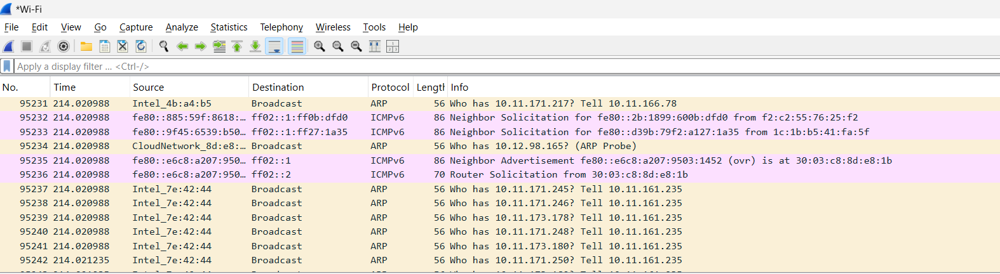 *Wi-Fi
File Edit View Go Capture Analyze Statistics Telephony Wireless Tools Help
Apply a display filter … <Ctrl-/>
No. Time Source Destination Protocol Length Info
95231 214.020988 Intel_4b:a4:b5 Broadcast ARP 56 Who has 10.11.171.217? Tell 10.11.166.78
95232 214.020988 fe80::885:59f:8618:… ff02::1:ff0b:dfd0 ICMPv6 86 Neighbor Solicitation for fe80::2b:1899:600b:dfd0 from f2:c2:55:76:25:f2
95233 214.020988 fe80::9f45:6539:b50… ff02::1:ff27:1a35 ICMPv6 86 Neighbor Solicitation for fe80::d39b:79f2:a127:1a35 from 1c:1b:b5:41:fa:5f
95234 214.020988 CloudNetwork_8d:e8:… Broadcast ARP 56 Who has 10.12.98.165? (ARP Probe)
95235 214.020988 fe80::e6c8:a207:950… ff02::1 ICMPv6 86 Neighbor Advertisement fe80::e6c8:a207:9503:1452 (ovr) is at 30:03:c8:8d:e8:1b
95236 214.020988 fe80::e6c8:a207:950… ff02::2 ICMPv6 70 Router Solicitation from 30:03:c8:8d:e8:1b
95237 214.020988 Intel_7e:42:44 Broadcast ARP 56 Who has 10.11.171.245? Tell 10.11.161.235
95238 214.020988 Intel_7e:42:44 Broadcast ARP 56 Who has 10.11.171.246? Tell 10.11.161.235
95239 214.020988 Intel_7e:42:44 Broadcast ARP 56 Who has 10.11.173.178? Tell 10.11.161.235
95240 214.020988 Intel_7e:42:44 Broadcast ARP 56 Who has 10.11.171.248? Tell 10.11.161.235
95241 214.020988 Intel_7e:42:44 Broadcast ARP 56 Who has 10.11.173.180? Tell 10.11.161.235
95242 214.021235 Intel_7e:42:44 Broadcast ARP 56 Who has 10.11.171.250? Tell 10.11.161.235